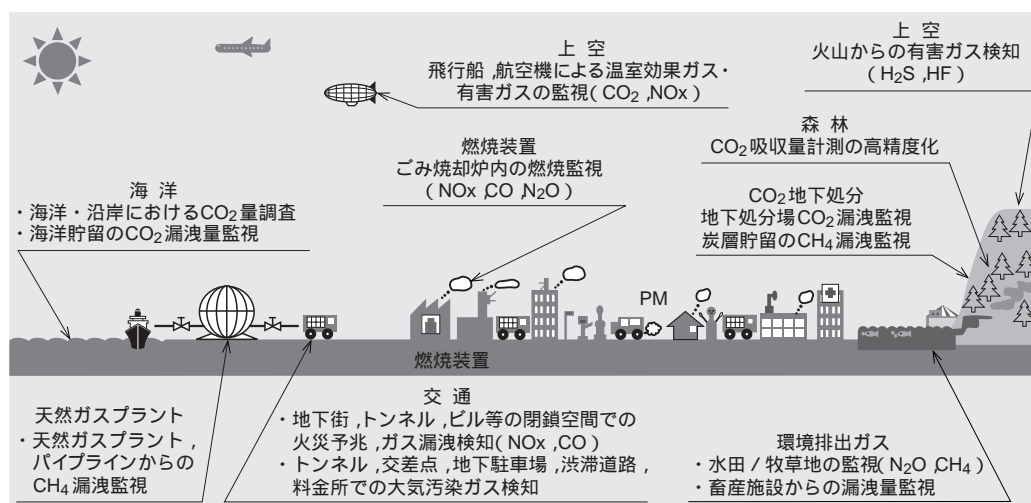 上 空
飛行船,航空機による温室効果ガス・
有害ガスの監視(CO2,NOx)
上 空
火山からの有害ガス検知
(H2S,HF)
燃焼装置
ごみ焼却炉内の燃焼監視
(NOx,CO,N2O)
森 林
CO2吸収量計測の高精度化
海 洋
・海洋・沿岸におけるCO2量調査
・海洋貯留のCO2漏洩量監視
CO2地下処分
地下処分場CO2漏洩監視
炭層貯留のCH4漏洩監視
PM
燃焼装置
天然ガスプラント
・天然ガスプラント,
パイプラインからの
CH4漏洩監視
交 通
・地下街,トンネル,ビル等の閉鎖空間での
火災予兆,ガス漏洩検知(NOx,CO)
・トンネル,交差点,地下駐車場,渋滞道路,
料金所での大気汚染ガス検知
環境排出ガス
・水田/牧草地の監視(N2O,CH4)
・畜産施設からの漏洩量監視